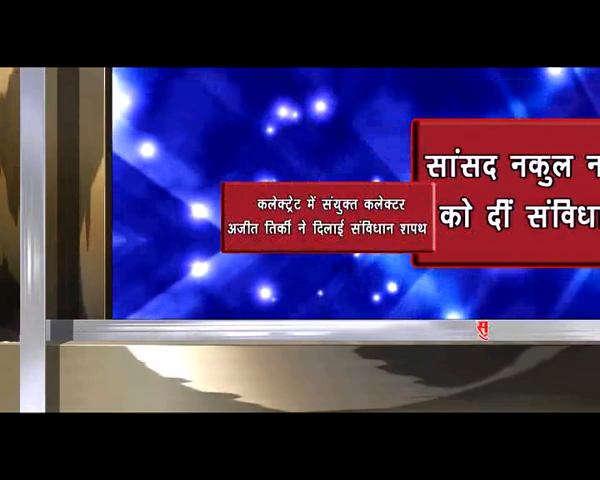 कलेक्ट्रेट में संयुक्त कलेक्टर
अजीत तिर्की ने दिलाई संविधान शपथ
सांसद नकुल
को दीं